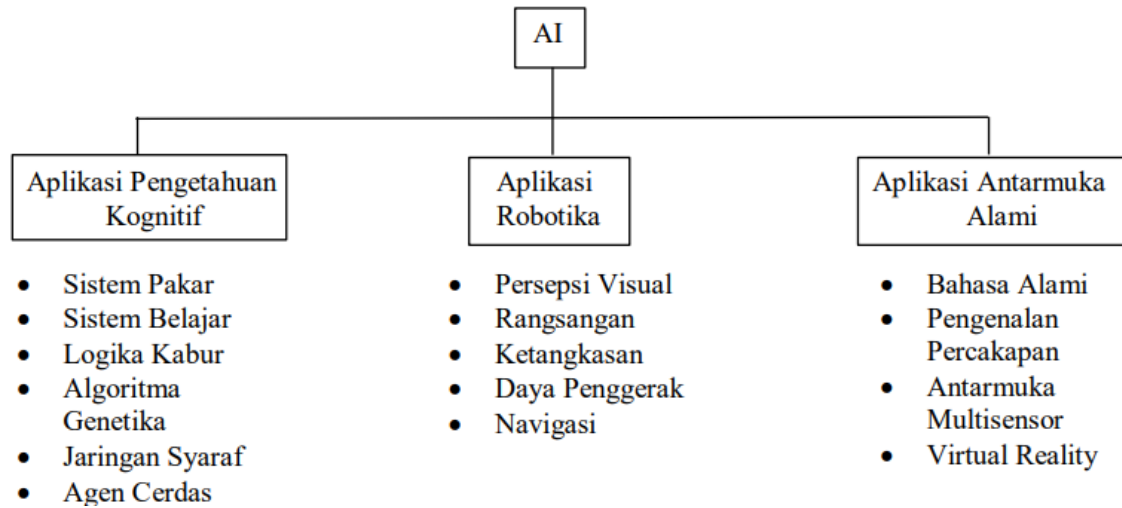 AI
Aplikasi Pengetahuan
Kognitif
• Sistem Pakar
• Sistem Belajar
• Logika Kabur
• Algoritma
Genetika
• Jaringan Syaraf
• Agen Cerdas
Aplikasi
Robotika
• Persepsi Visual
• Rangsangan
• Ketangkasan
• Daya Penggerak
• Navigasi
Aplikasi Antarmuka
Alami
• Bahasa Alami
• Pengenalan
Percakapan
• Antarmuka
Multisensor
• Virtual Reality